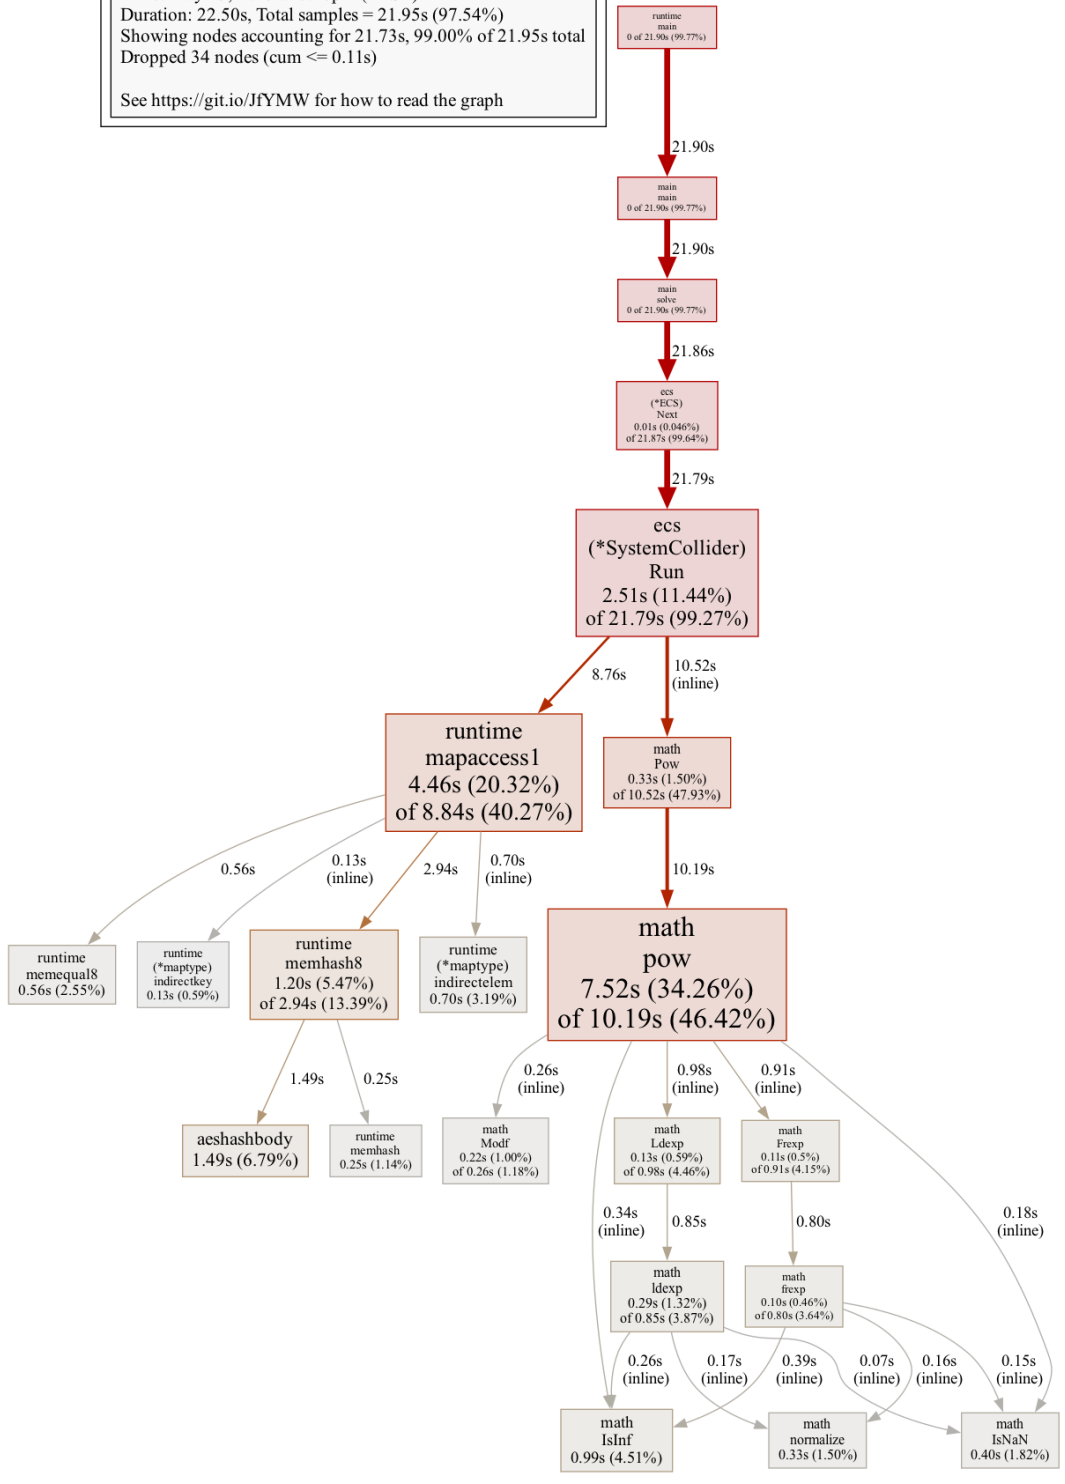 Duration: 22.50s, Total samples = 21.95s (97.54%)
Showing nodes accounting for 21.73s, 99.00% of 21.95s total
Dropped 34 nodes (cum <= 0.11s)
See https://git.io/JfYMW for how to read the graph
runtime
main
0 of 21.90s (99.77%)
21.90s
main
main
0 of 21.90s (99.77%)
21.90s
main
solve
0 of 21.90s (99.77%)
21.86s
ecs
(*ECS)
Next
0.01s (0.046%)
of 21.87s (99.64%)
21.79s
ecs
(*SystemCollider)
Run
2.51s (11.44%)
of 21.79s (99.27%)
8.76s
10.52s
(inline)
runtime
mapaccess1
4.46s (20.32%)
of 8.84s (40.27%)
math
Pow
0.33s (1.50%)
of 10.52s (47.93%)
0.56s
0.13s
(inline)
2.94s
0.70s
(inline)
10.19s
runtime
memequal8
0.56s (2.55%)
runtime
(*maptype)
indirectkey
0.13s (0.59%)
runtime
memhash8
1.20s (5.47%)
of 2.94s (13.39%)
runtime
(*maptype)
indirectelem
0.70s (3.19%)
math
pow
7.52s (34.26%)
of 10.19s (46.42%)
1.49s
0.25s
0.26s
(inline)
0.98s
(inline)
0.91s
(inline)
aeshashbody
1.49s (6.79%)
runtime
memhash
0.25s (1.14%)
math
Modf
0.22s (1.00%)
of 0.26s (1.18%)
math
Ldexp
0.13s (0.59%)
of 0.98s (4.46%)
math
Frexp
0.11s (0.5%)
of 0.91s (4.15%)
0.34s
(inline)
0.85s
0.80s
0.18s
(inline)
math
ldexp
0.29s (1.32%)
of 0.85s (3.87%)
math
frexp
0.10s (0.46%)
of 0.80s (3.64%)
0.26s
(inline)
0.17s
(inline)
0.39s
(inline)
0.07s
(inline)
0.16s
(inline)
0.15s
(inline)
math
IsInf
0.99s (4.51%)
math
normalize
0.33s (1.50%)
math
IsNaN
0.40s (1.82%)